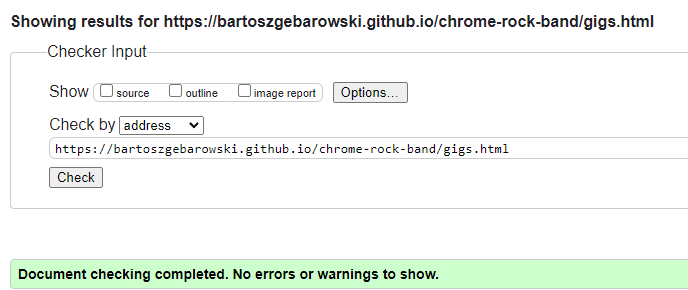 Showing results for https://bartoszgebarowski.github.io/chrome-rock-band/gigs.html
Checker Input
Show source outline image report Options...
Check by address
https://bartoszgebarowski.github.io/chrome-rock-band/gigs.html
Check
Document checking completed. No errors or warnings to show.